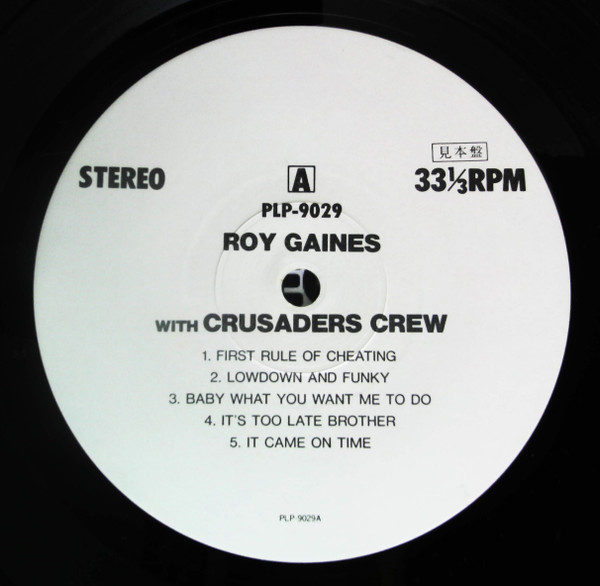 見本盤
STEREO
A
33⅓RPM
PLP-9029
ROY GAINES
WITH CRUSADERS CREW
1. FIRST RULE OF CHEATING
2. LOWDOWN AND FUNKY
3. BABY WHAT YOU WANT ME TO DO
4. IT'S TOO LATE BROTHER
5. IT CAME ON TIME
PLP-9029A